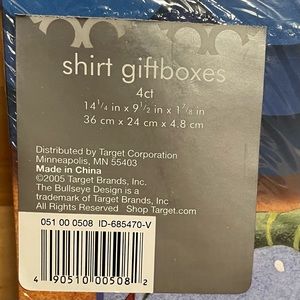 shirt giftboxes
4ct
14 1/4 in x 9 1/2 in x 1 7/8 in
36 cm x 24 cm x 4.8 cm
Distributed by Target Corporation
Minneapolis, MN 55403
Made in China
©2005 Target Brands, Inc.
The Bullseye Design is a
trademark of Target Brands, Inc.
All Rights Reserved Shop Target.com
051 00 0508 ID-685470-V
4 90510 00508 2